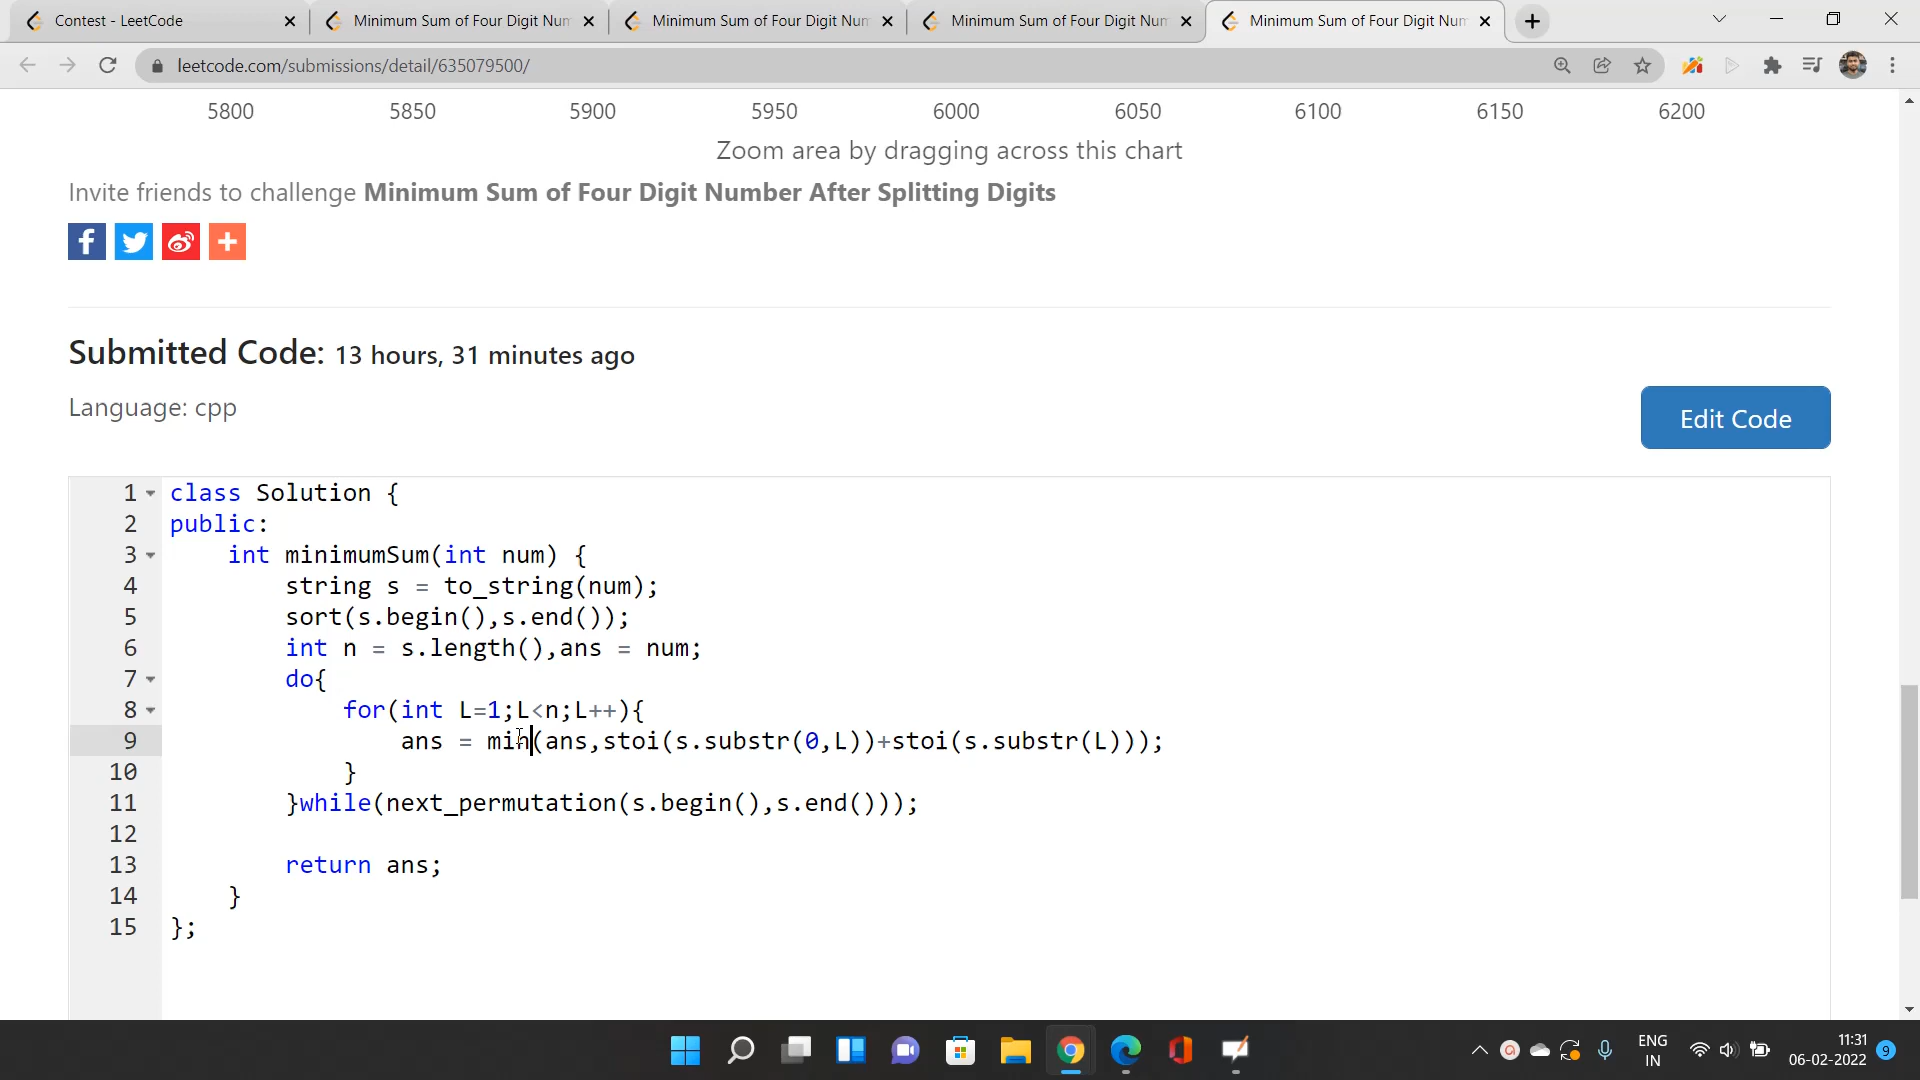 Contest - LeetCode
Minimum Sum of Four Digit Num
Minimum Sum of Four Digit Num
Minimum Sum of Four Digit Num
Minimum Sum of Four Digit Num
leetcode.com/submissions/detail/635079500/
5800 5850 5900 5950 6000 6050 6100 6150 6200
Zoom area by dragging across this chart
Invite friends to challenge Minimum Sum of Four Digit Number After Splitting Digits
Submitted Code: 13 hours, 31 minutes ago
Language: cpp
Edit Code
1 class Solution {
2 public:
3 int minimumSum(int num) {
4 string s = to_string(num);
5 sort(s.begin(),s.end());
6 int n = s.length(),ans = num;
7 do{
8 for(int L=1;L<n;L++){
9 ans = min(ans,stoi(s.substr(0,L))+stoi(s.substr(L)));
10 }
11 }while(next_permutation(s.begin(),s.end()));
12
13 return ans;
14 }
15 };
ENG
IN
11:31
06-02-2022
9